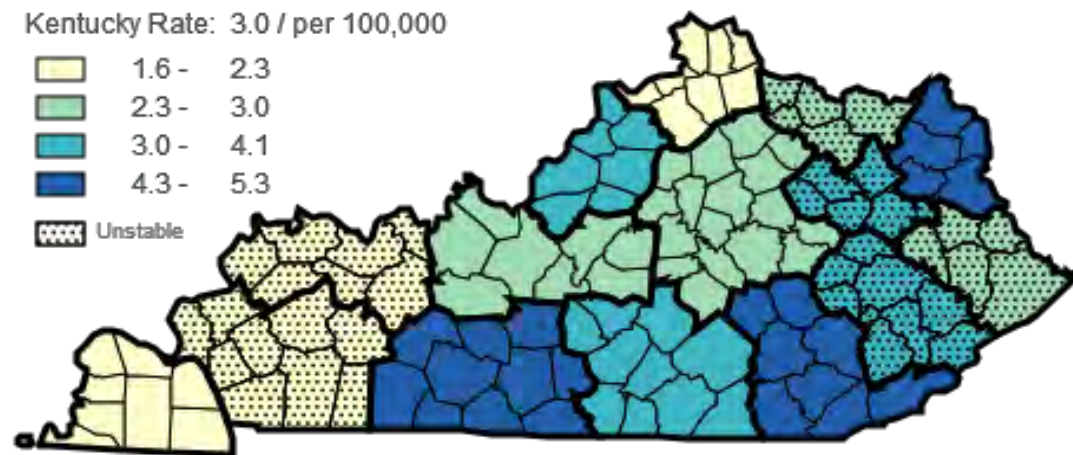 Kentucky Rate: 3.0 / per 100,000
1.6 - 2.3
2.3 - 3.0
3.0 - 4.1
4.3 - 5.3
Unstable